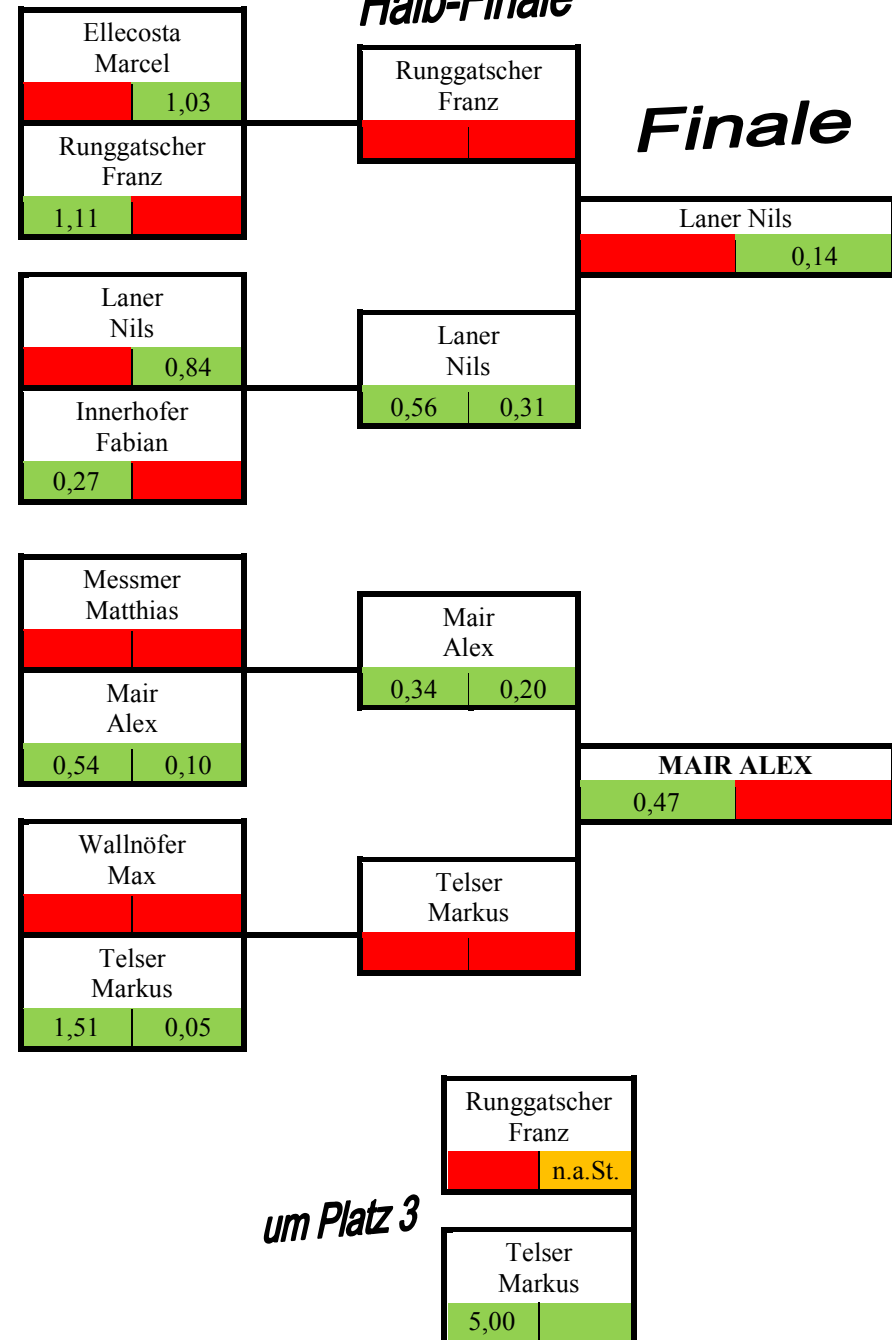 Halb-Finale
Ellecosta
Marcel
1,03
Runggatscher
Franz
1,11
Runggatscher
Franz
Finale
Laner Nils
0,14
Laner
Nils
0,84
Innerhofer
Fabian
0,27
Laner
Nils
0,56 0,31
Messmer
Matthias
Mair
Alex
0,54 0,10
Mair
Alex
0,34 0,20
MAIR ALEX
0,47
Wallnöfer
Max
Telser
Markus
1,51 0,05
Telser
Markus
um Platz 3
Runggatscher
Franz
n.a.St.
Telser
Markus
5,00